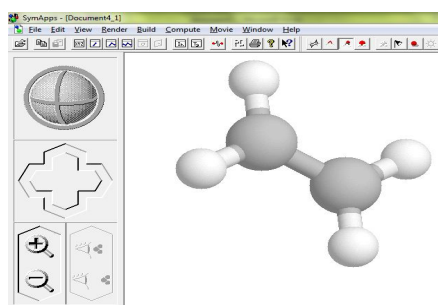 SymApps - [Document4_1]
File Edit View Render Build Compute Movie Window Help